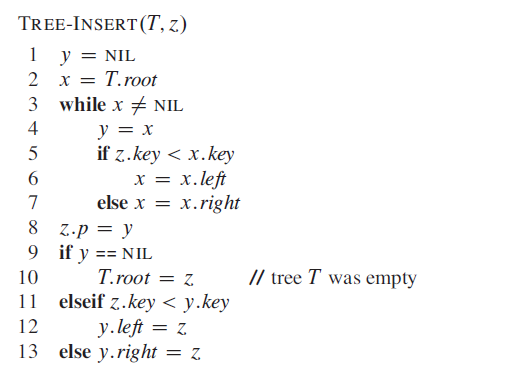 TREE-INSERT(T, z)
1 y = NIL
2 x = T.root
3 while x ≠ NIL
4 y = x
5 if z.key < x.key
6 x = x.left
7 else x = x.right
8 z.p = y
9 if y == NIL
10 T.root = z // tree T was empty
11 elseif z.key < y.key
12 y.left = z
13 else y.right = z